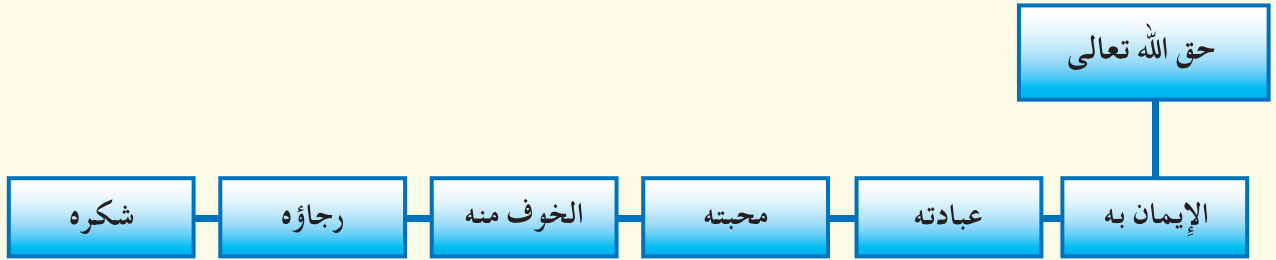 حق الله تعالى
الإيمان به
عبادته
محبته
الخوف منه
رجاؤه
شكره